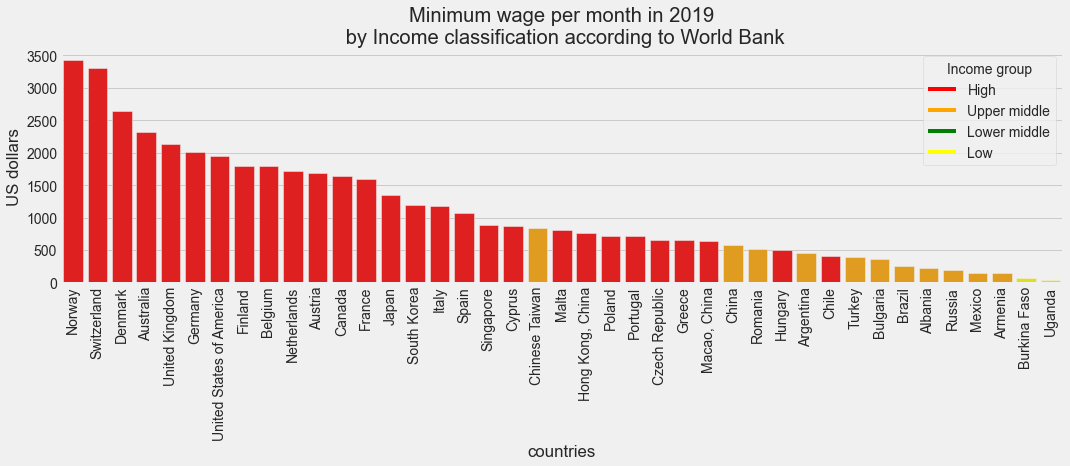 Minimum wage per month in 2019
by Income classification according to World Bank
US dollars
3500
3000
2500
2000
1500
1000
500
0
Income group
High
Upper middle
Lower middle
Low
Norway
Switzerland
Denmark
Australia
United Kingdom
Germany
United States of America
Finland
Belgium
Netherlands
Austria
Canada
France
Japan
South Korea
Italy
Spain
Singapore
Cyprus
Chinese Taiwan
Malta
Hong Kong, China
Poland
Portugal
Czech Republic
Greece
Macao, China
China
Romania
Hungary
Argentina
Chile
Turkey
Bulgaria
Brazil
Albania
Russia
Mexico
Armenia
Burkina Faso
Uganda
countries